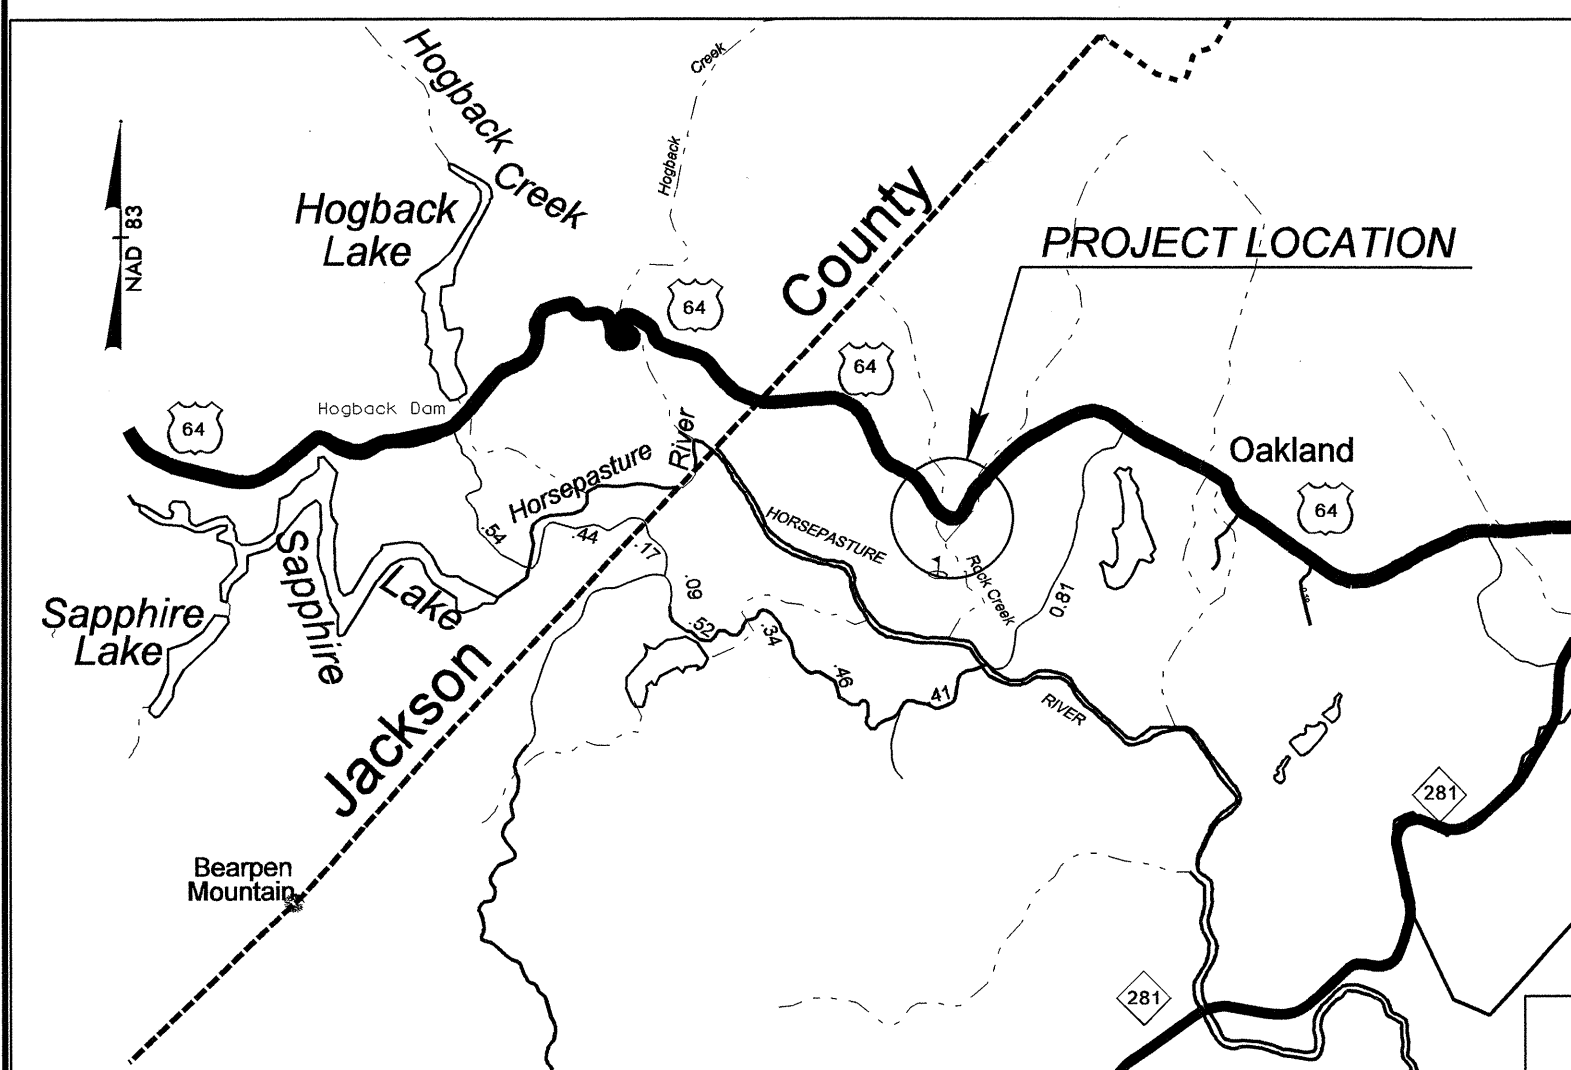 Hogback
Creek
Creek
Hogback
Hogback
Lake
NAD 83
County
PROJECT LOCATION
64
64
64
Hogback Dam
River
Horsepasture
Oakland
64
HORSEPASTURE
.54
.44
.17
.60
.52
.34
.46
41
Rock Creek
0.81
Sapphire
Lake
Sapphire
Lake
RIVER
Jackson
281
Bearpen
Mountain
281